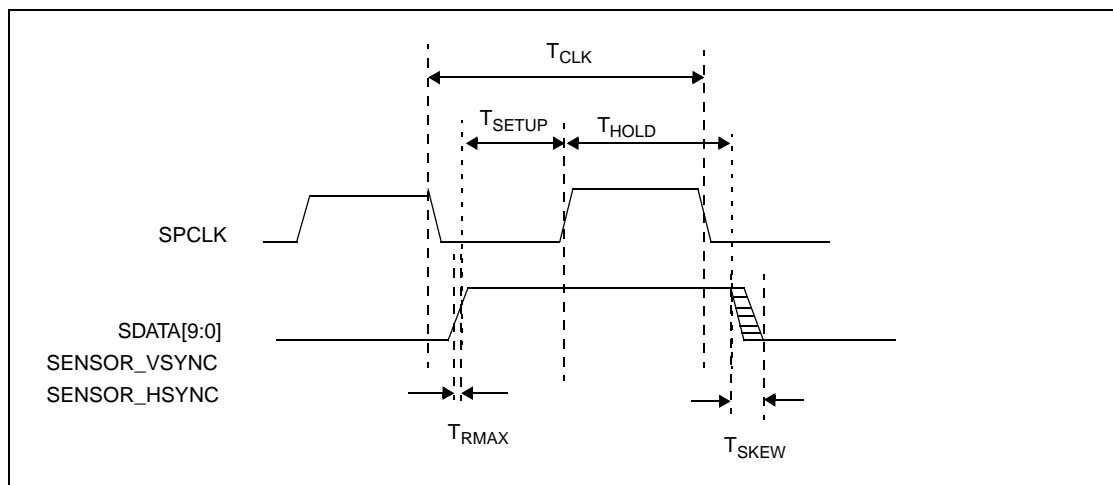 TCLK
TSETUP
THOLD
SPCLK
SDATA[9:0]
SENSOR_VSYNC
SENSOR_HSYNC
TRMAX
TSKEW